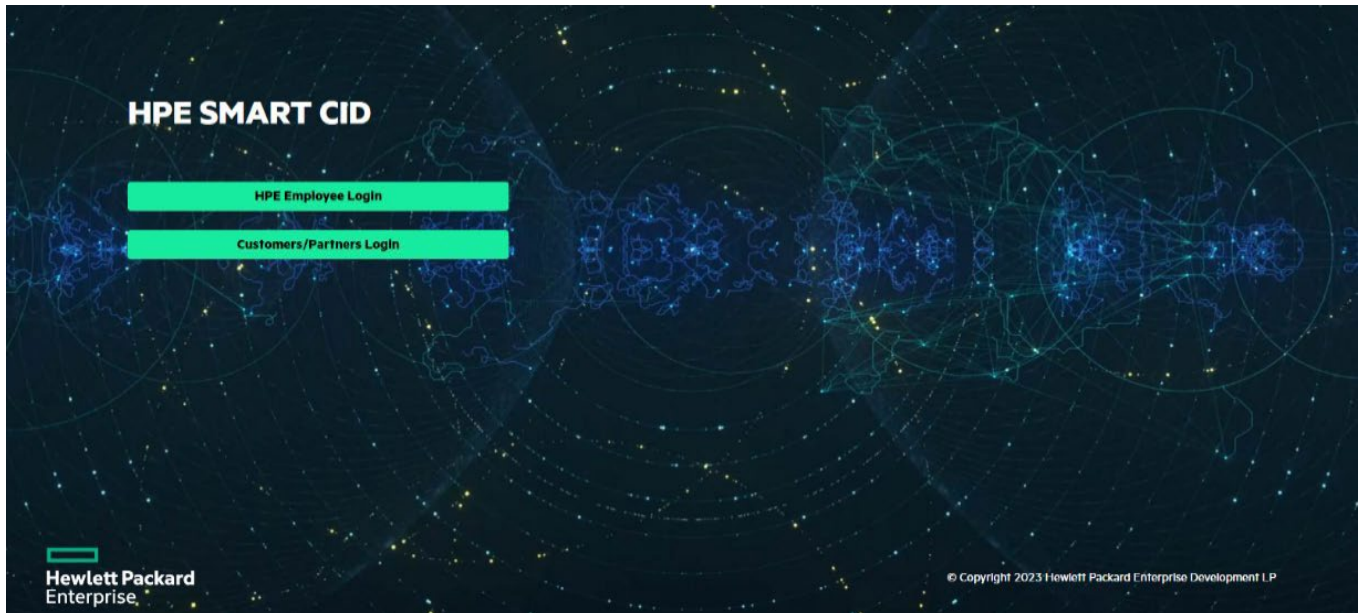 HPE SMART CID
HPE Employee Login
Customers/Partners Login
Hewlett Packard
Enterprise
© Copyright 2023 Hewlett Packard Enterprise Development LP